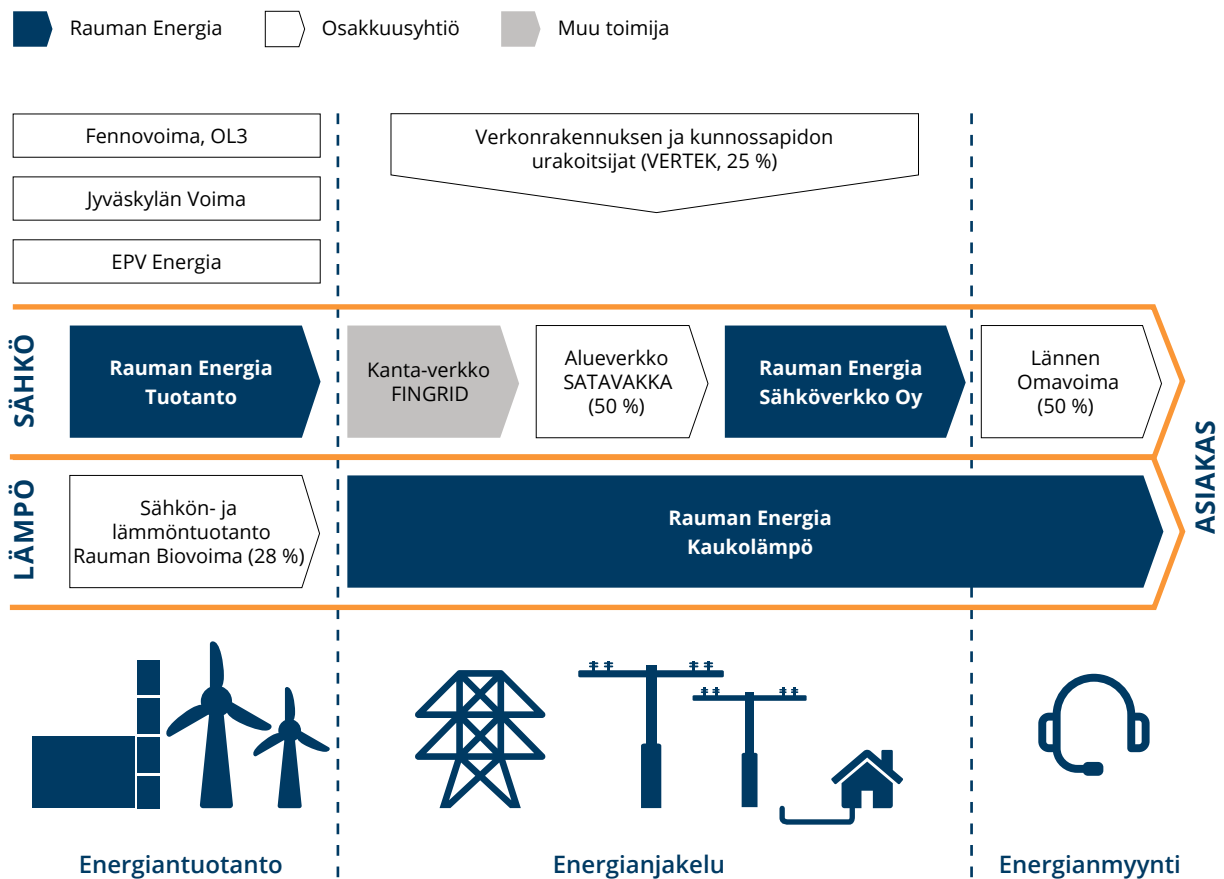 Rauman Energia
Osakkuusyhtiö
Muu toimija
Fennovoima, OL3
Jyväskylän Voima
EPV Energia
Verkonrakennuksen ja kunnossapidon
urakoitsijat (VERTEK, 25 %)
SÄHKÖ
Rauman Energia
Tuotanto
Kanta-verkko
FINGRID
Alueverkko
SATAVAKKA
(50 %)
Rauman Energia
Sähköverkko Oy
Lännen
Omavoima
(50 %)
LÄMPÖ
Sähkön- ja
lämmöntuotanto
Rauman Biovoima (28 %)
Rauman Energia
Kaukolämpö
ASIAKAS
Energiantuotanto
Energianjakelu
Energianmyynti